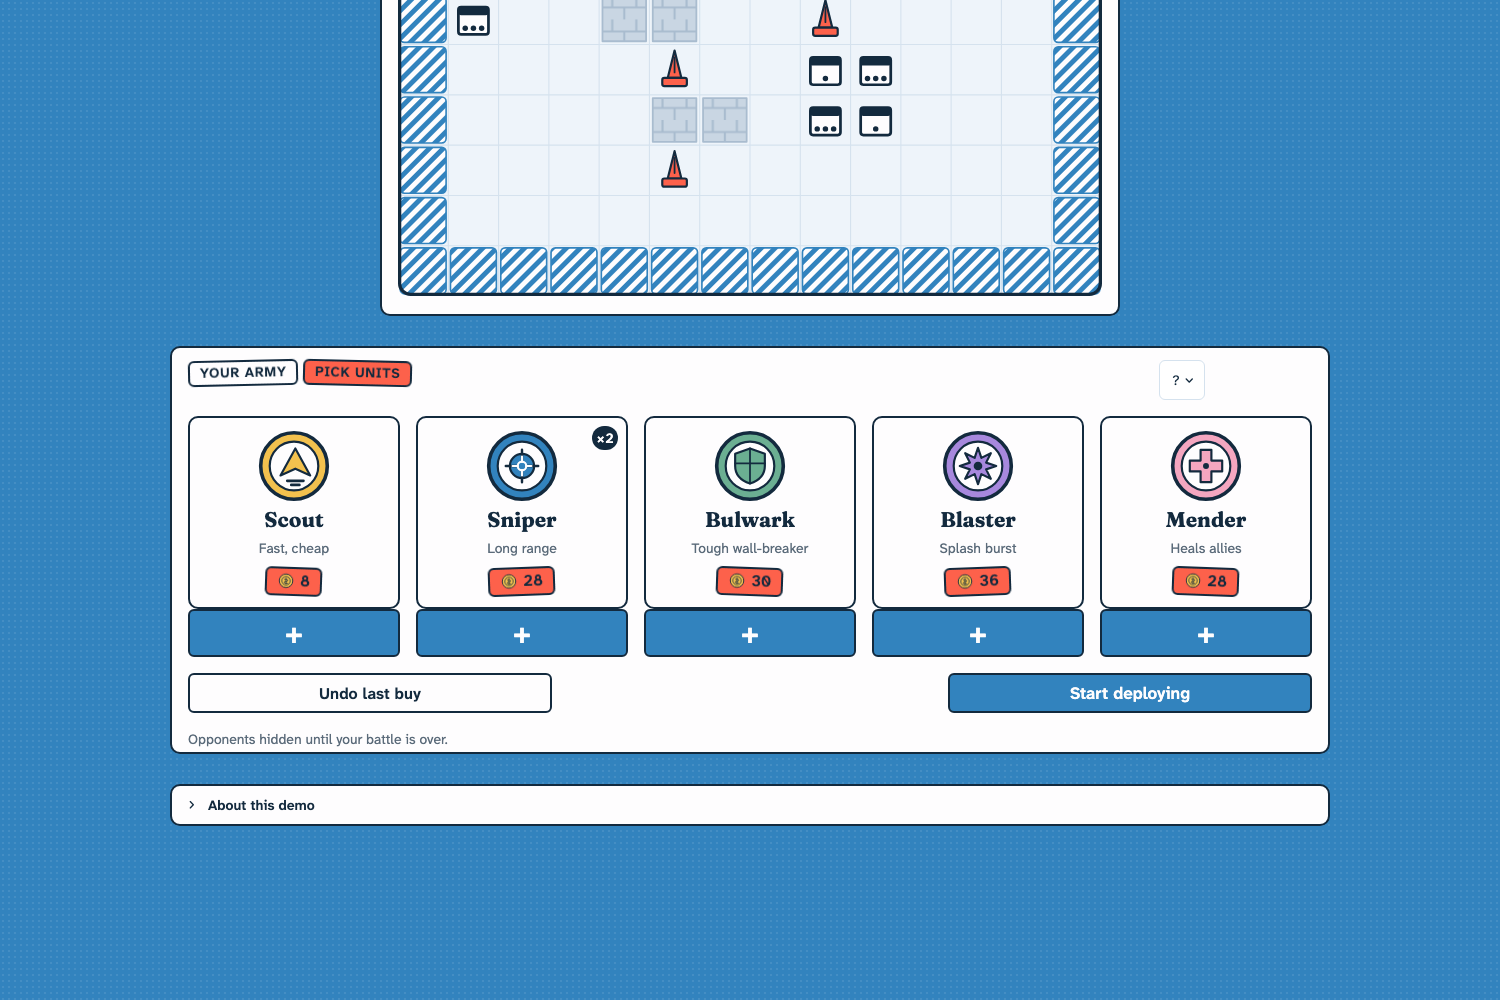 YOUR ARMY PICK UNITS
?
×2
Scout Sniper Bulwark Blaster Mender
Fast, cheap Long range Tough wall-breaker Splash burst Heals allies
8 28 30 36 28
+ + + + +
Undo last buy Start deploying
Opponents hidden until your battle is over.
About this demo